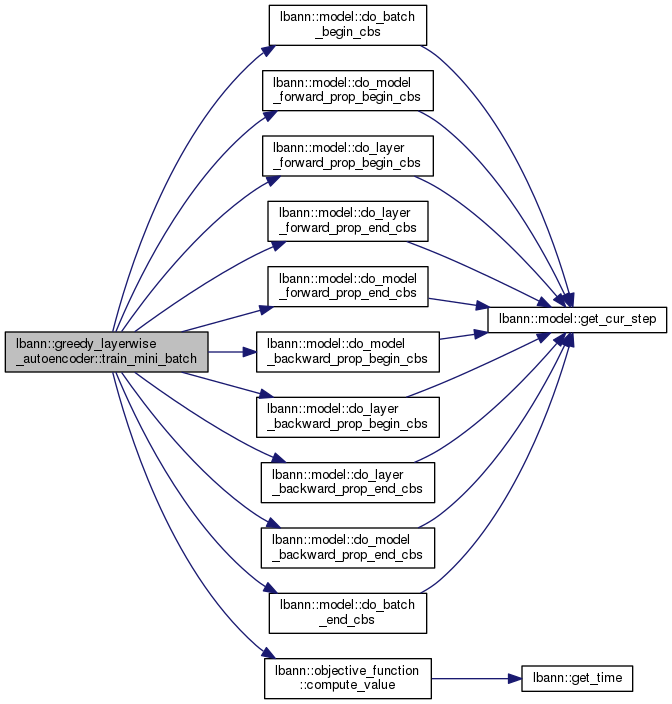 lbann::greedy_layerwise
_autoencoder::train_mini_batch
lbann::model::do_batch
_begin_cbs
lbann::model::do_model
_forward_prop_begin_cbs
lbann::model::do_layer
_forward_prop_begin_cbs
lbann::model::do_layer
_forward_prop_end_cbs
lbann::model::do_model
_forward_prop_end_cbs
lbann::model::do_model
_backward_prop_begin_cbs
lbann::model::do_layer
_backward_prop_begin_cbs
lbann::model::do_layer
_backward_prop_end_cbs
lbann::model::do_model
_backward_prop_end_cbs
lbann::model::do_batch
_end_cbs
lbann::objective_function
::compute_value
lbann::model::get_cur_step
lbann::get_time